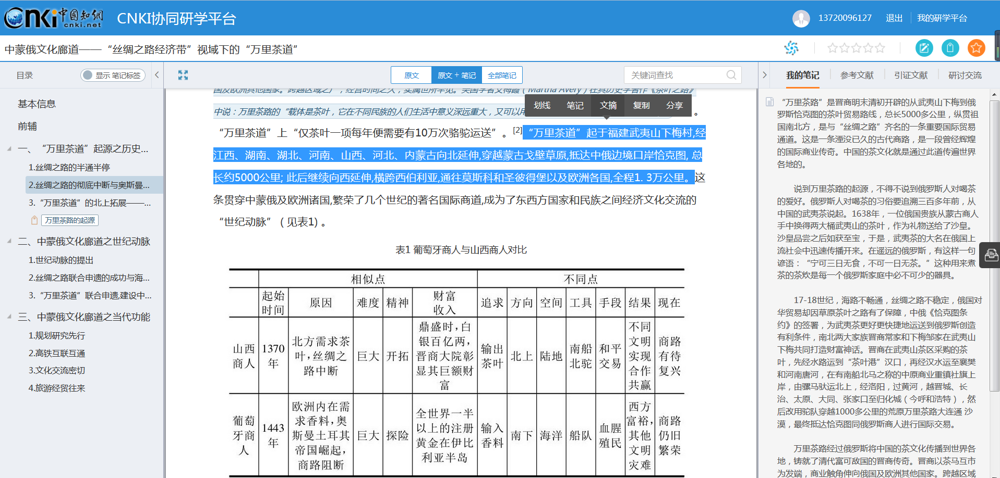 CNKI 中国知網
cnki.net
CNKI协同研学平台
13720096127 退出 我的研学平台
中蒙俄文化廊道——“丝绸之路经济带”视域下的“万里茶道”
目录
显示 笔记标签
原文 原文 + 笔记 全部笔记
关键词查找
我的笔记 参考文献 引证文献 研讨交流
基本信息
前辅
一、“万里茶道”起源之历史...
1.丝绸之路的半通半停
2.丝绸之路的彻底中断与奥斯曼...
3.“万里茶道”的北上拓展——...
万里茶路的起源
二、中蒙俄文化廊道之世纪动脉
1.世纪动脉的提出
2.丝绸之路联合申遗的成功与海...
3.“万里茶道”联合申遗,建设中...
三、中蒙俄文化廊道之当代功能
1.规划研究先行
2.高铁互联互通
3.文化交流密切
4.旅游经贸往来
国及欧洲其他国家。跨越区域之广，经营时间之久，实属世所罕见。美国学者艾梅霞（Martha Avery）在其历史学著作《茶叶之路》
中说：万里茶路的“载体是茶叶，它在不同民族的人们生活中意义深远重大，又可以用 。
划线 笔记 文摘 复制 分享
“万里茶道”上“仅茶叶一项每年便需要有10万次骆驼运送”。[2]“万里茶道”起于福建武夷山下梅村,经
江西、湖南、湖北、河南、山西、河北、内蒙古向北延伸,穿越蒙古戈壁草原,抵达中俄边境口岸恰克图, 总
长约5000公里; 此后继续向西延伸,横跨西伯利亚,通往莫斯科和圣彼得堡以及欧洲各国,全程1. 3万公里。这
条贯穿中蒙俄及欧洲诸国,繁荣了几个世纪的著名国际商道,成为了东西方国家和民族之间经济文化交流的
“世纪动脉”（见表1）。
表1 葡萄牙商人与山西商人对比
相似点 不同点
起始时间 原因 难度 精神 财富收入 追求 方向 空间 工具 手段 结果 现在
山西商人 1370年 北方需求茶叶,丝绸之路中断 巨大 开拓 鼎盛时,白银百亿两,晋商大院彰显其巨额财富 输出茶叶 北上 陆地 南船北驼 和平交易 不同文明实现合作共赢 商路有待复兴
葡萄牙商人 1443年 欧洲内在需求香料,奥斯曼土耳其帝国崛起,商路阻断 巨大 探险 全世界一半以上的注册黄金在伊比利亚半岛 输入香料 南下 海洋 船队 血腥殖民 西方富裕,其他文明灾难 商路仍旧繁荣
“万里茶路”是晋商明末清初开辟的从武夷山下梅到俄
罗斯恰克图的茶叶贸易路线，总长5000多公里，纵贯祖
国南北方，是与“丝绸之路”齐名的一条重要国际贸易
通道。这是一条湮没已久的古代商路，是一段曾经辉煌
的国际商业传奇。中国的茶文化就是通过此道传遍世界
各地的。
说到万里茶路的起源，不得不说到俄罗斯人对喝茶
的爱好。俄罗斯人对喝茶的习俗要追溯三百多年前，从
中国的武夷茶说起。1638年，一位俄国贵族从蒙古商人
手中换得两大桶武夷山的茶叶，作为礼物送给了沙皇。
沙皇品尝之后如获至宝，于是，武夷茶的大名在俄国上
流社会中迅速传播开来。在遥远的俄罗斯，有这样一句
谚语：“宁可三日无食，不可一日无茶。“这种用来煮
茶的茶炊是每一个俄罗斯家庭中必不可少的器具。
17-18世纪，海路不畅通，丝绸之路不稳定，俄国对
华贸易却因草原茶叶之路有了保障，中俄《恰克图条
约》的签署，为武夷茶更好更快捷地运送到俄罗斯创造
有利条件，南北两大家族晋商常家和下梅邹家在武夷山
下梅共同打造财富神话。晋商在武夷山茶区采购的茶
叶，先经水路运到“茶叶港”汉口，再经汉水运至襄樊
和河南唐河，在有南船北马之称的中原商业重镇社旗上
岸，由骡马驮运北上，经洛阳，过黄河，越晋城、长
治、太原、大同、张家口至归化城（今呼和浩特），然
后改用驼队穿越1000多公里的荒原万里茶路大连通 沙
漠，最终抵达恰克图同俄罗斯商人进行国际交易。
万里茶路经过俄罗斯将中国的茶文化传播到世界各
地，铸就了清代富可敌国的晋商传奇。晋商以茶马互市
为发端，商业触角伸向俄国及欧洲其他国家。跨越区域